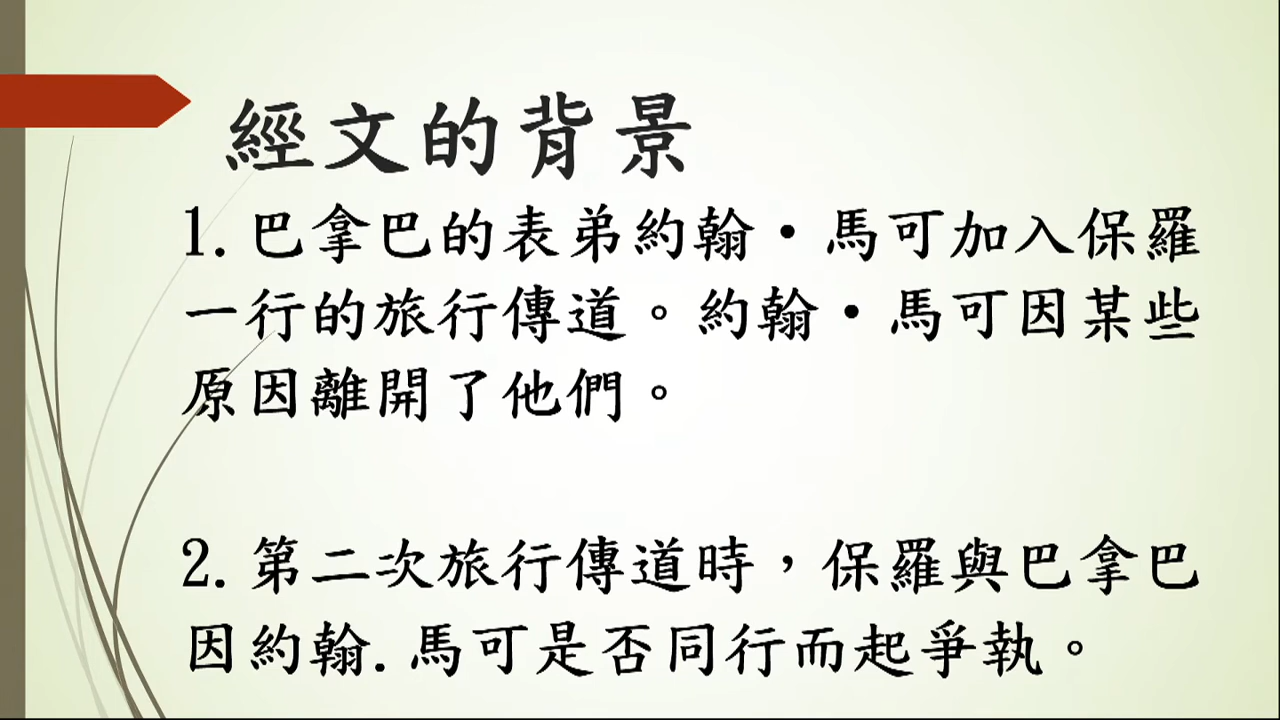 經文的背景
1.巴拿巴的表弟約翰·馬可加入保羅
一行的旅行傳道。約翰·馬可因某些
原因離開了他們。
2.第二次旅行傳道時，保羅與巴拿巴
因約翰.馬可是否同行而起爭執。